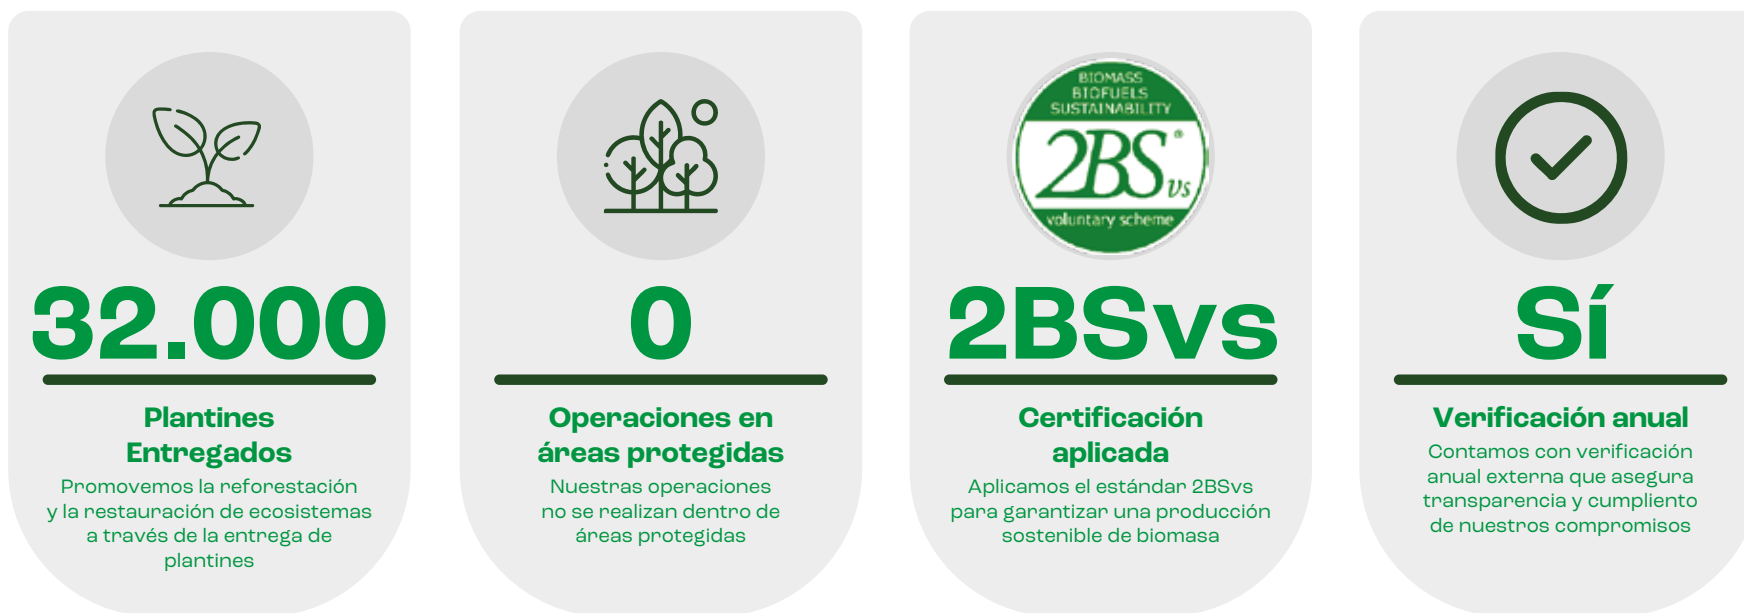 BIOMASS
BIOFUELS
SUSTAINABILITY
2BS®
vs
voluntary scheme
32.000
Plantines
Entregados
Promovemos la reforestación
y la restauración de ecosistemas
a través de la entrega de
plantines
0
Operaciones en
áreas protegidas
Nuestras operaciones
no se realizan dentro de
áreas protegidas
2BSvs
Certificación
aplicada
Aplicamos el estándar 2BSvs
para garantizar una producción
sostenible de biomasa
Sí
Verificación anual
Contamos con verificación
anual externa que asegura
transparencia y cumpliento
de nuestros compromisos